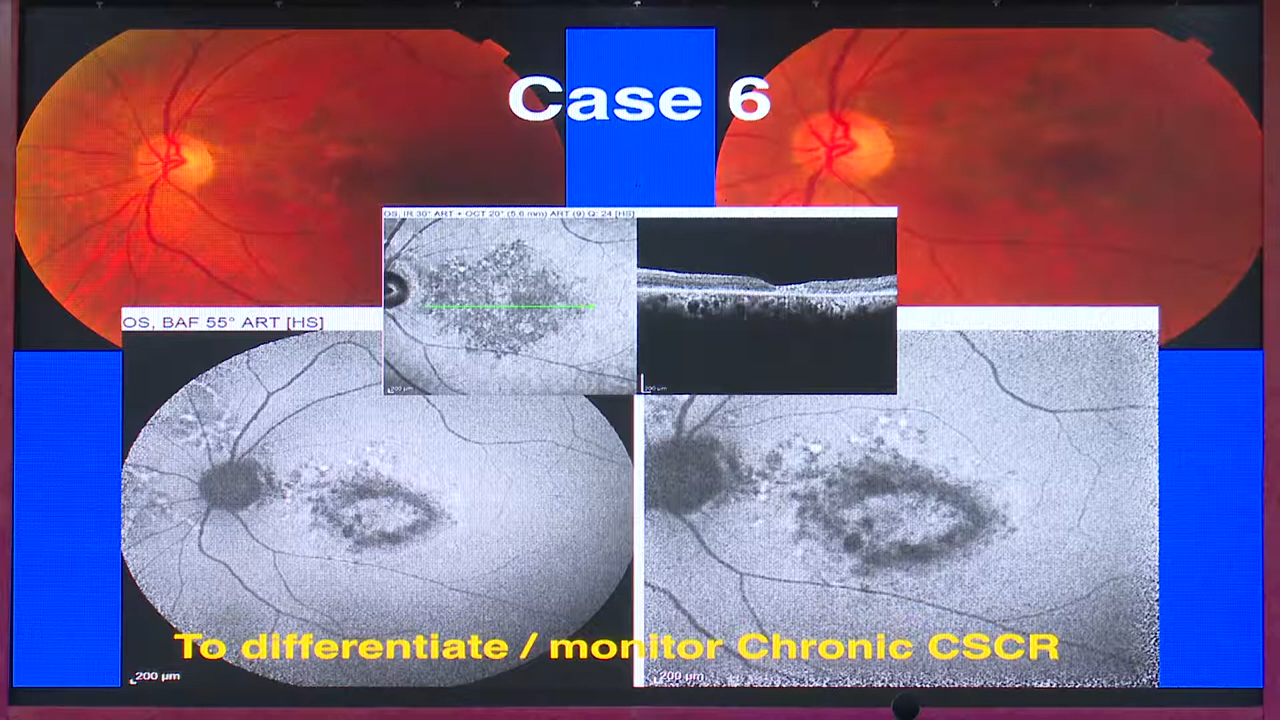 Case 6
OS, IR 30° ART + OCT 20° (5.6 mm) ART (9) Q: 24 [HS]
200 µm
200 µm
OS, BAF 55° ART [HS]
To differentiate / monitor Chronic CSCR
200 µm
200 µm